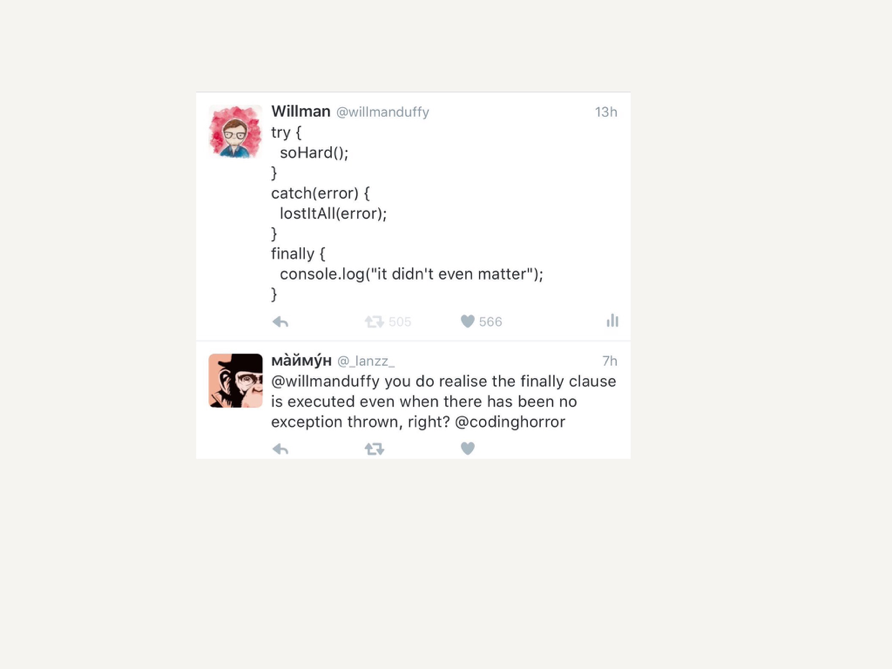 Willman @willmanduffy 13h
try {
soHard();
}
catch(error) {
lostItAll(error);
}
finally {
console.log("it didn't even matter");
}
505 566
мàймýн @_lanzz_ 7h
@willmanduffy you do realise the finally clause
is executed even when there has been no
exception thrown, right? @codinghorror